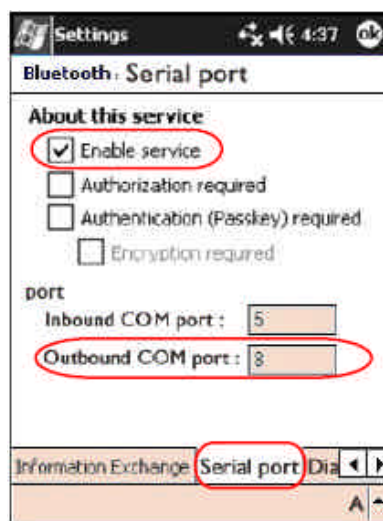 Settings 4:37 ok
Bluetooth: Serial port
About this service
Enable service
Authorization required
Authentication (Passkey) required
Encryption required
port
Inbound COM port : 5
Outbound COM port : 8
Information Exchange Serial port Dia
A